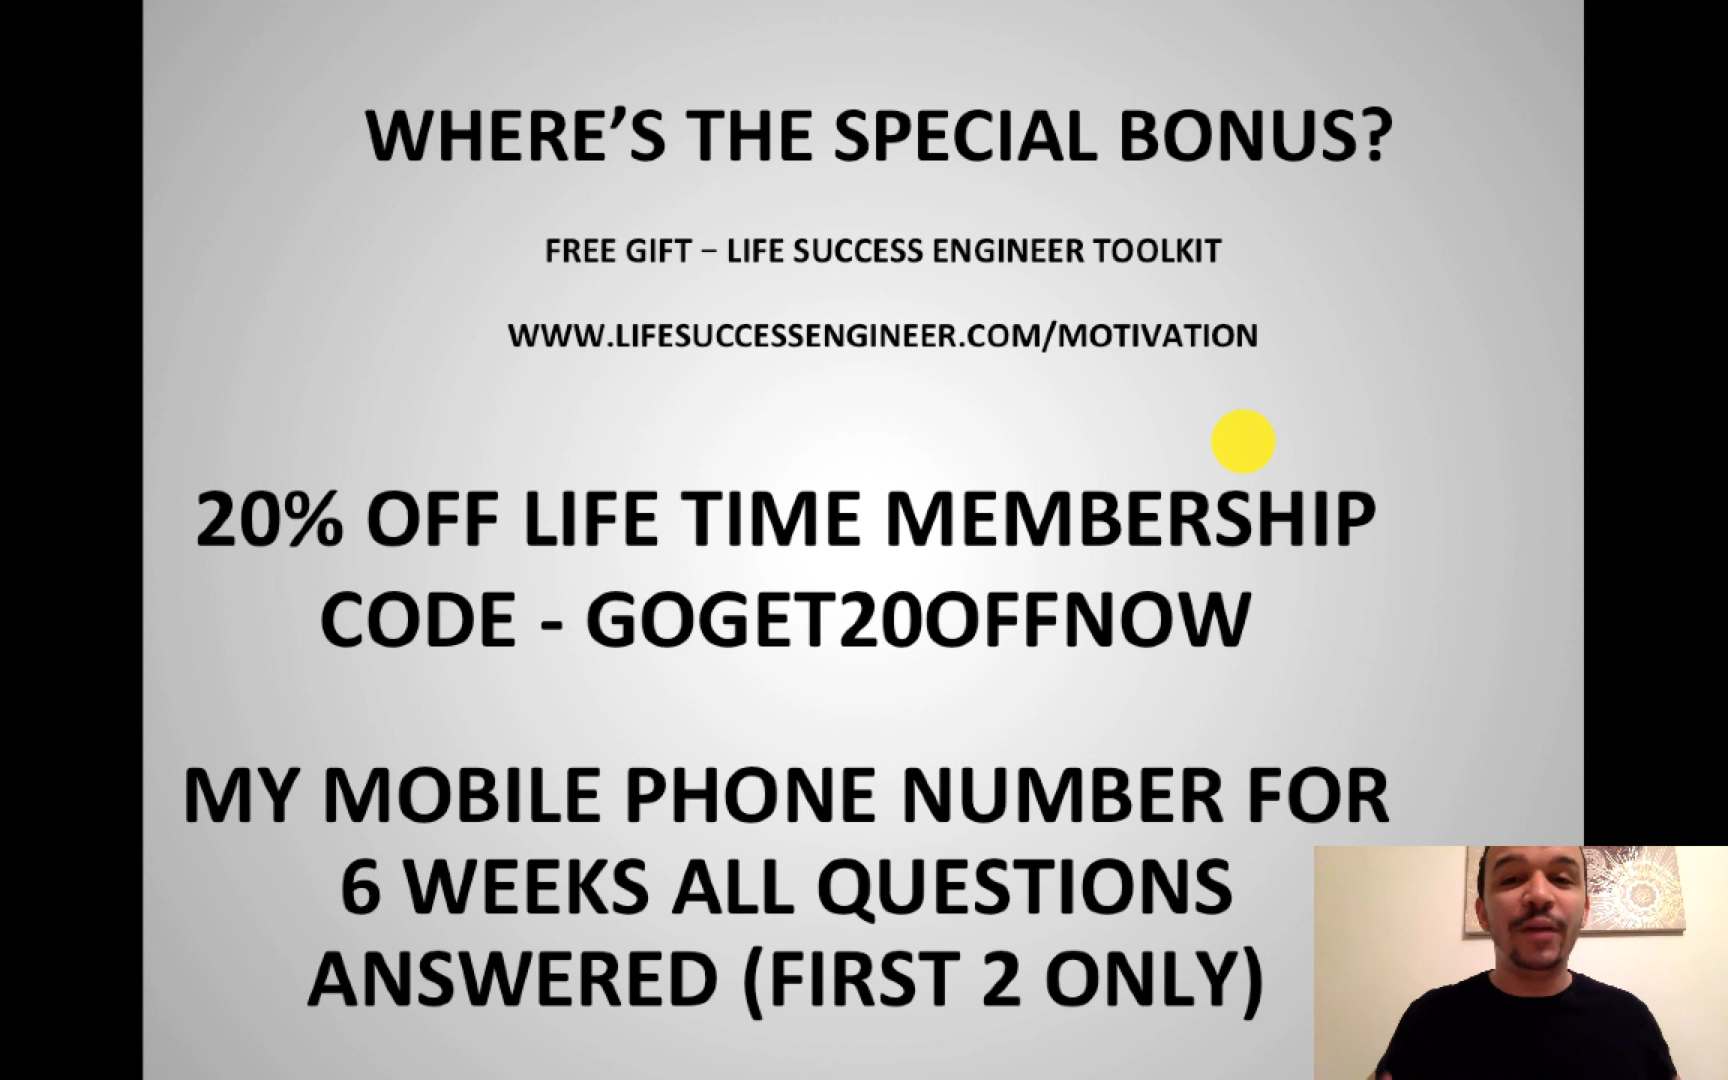 WHERE’S THE SPECIAL BONUS?
FREE GIFT – LIFE SUCCESS ENGINEER TOOLKIT
WWW.LIFESUCCESSENGINEER.COM/MOTIVATION
20% OFF LIFE TIME MEMBERSHIP
CODE - GOGET20OFFNOW
MY MOBILE PHONE NUMBER FOR
6 WEEKS ALL QUESTIONS
ANSWERED (FIRST 2 ONLY)